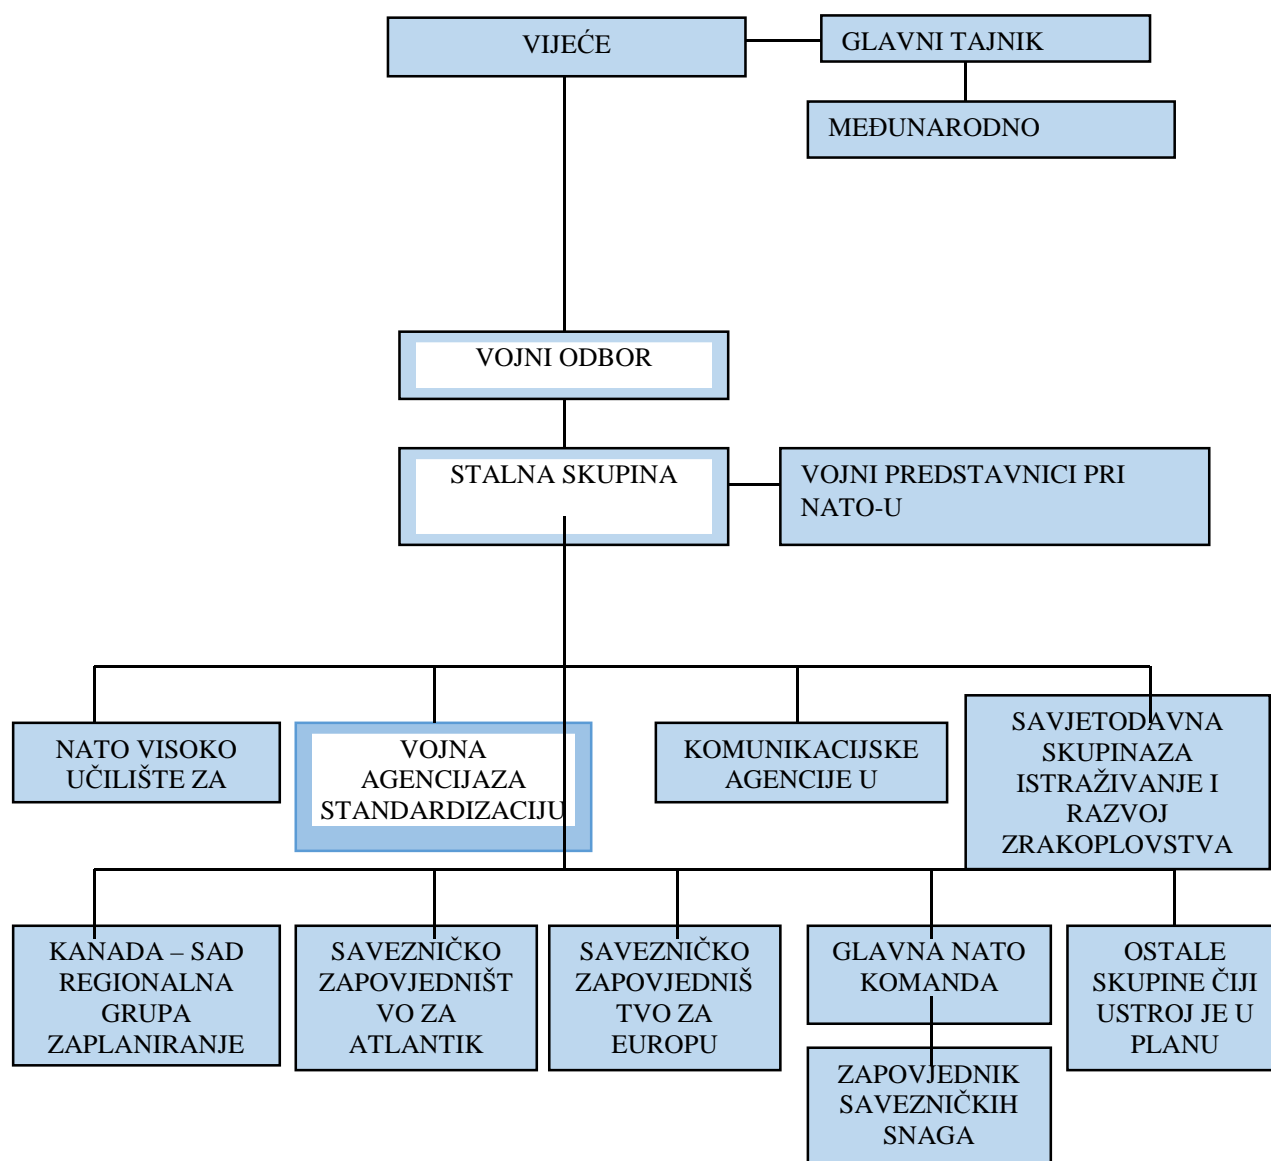 VIJEĆE
GLAVNI TAJNIK
MEĐUNARODNO
VOJNI ODBOR
STALNA SKUPINA
VOJNI PREDSTAVNICI PRI
NATO-U
NATO VISOKO
UČILIŠTE ZA
VOJNA
AGENCIJAZA
STANDARDIZACIJU
KOMUNIKACIJSKE
AGENCIJE U
SAVJETODAVNA
SKUPINAZA
ISTRAŽIVANJE I
RAZVOJ
ZRAKOPLOVSTVA
KANADA – SAD
REGIONALNA
GRUPA
ZAPLANIRANJE
SAVEZNIČKO
ZAPOVJEDNIŠT
VO ZA
ATLANTIK
SAVEZNIČKO
ZAPOVJEDNIŠ
TVO ZA
EUROPU
GLAVNA NATO
KOMANDA
ZAPOVJEDNIK
SAVEZNIČKIH
SNAGA
OSTALE
SKUPINE ČIJI
USTROJ JE U
PLANU